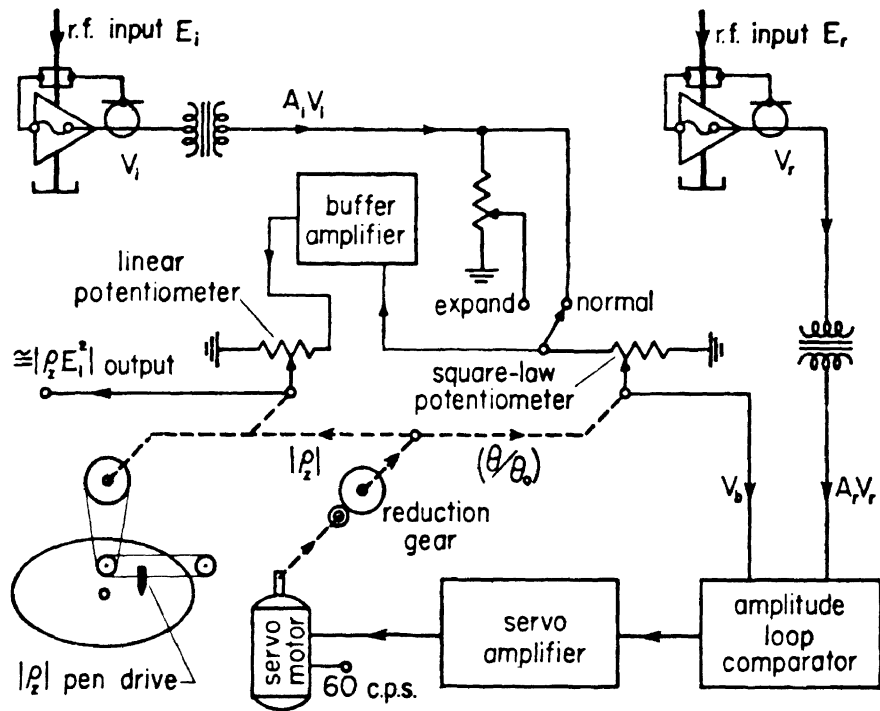 r.f. input Eᵢ
r.f. input Eᵣ
AᵢVᵢ
Vᵢ
Vᵣ
buffer
amplifier
linear
potentiometer
expand
normal
≅|ρ_z E₁²| output
square-law
potentiometer
|ρ_z|
(θ/θ₀)
V_b
AᵣVᵣ
reduction
gear
servo
motor
servo
amplifier
amplitude
loop
comparator
60 c.p.s.
|ρ_z| pen drive